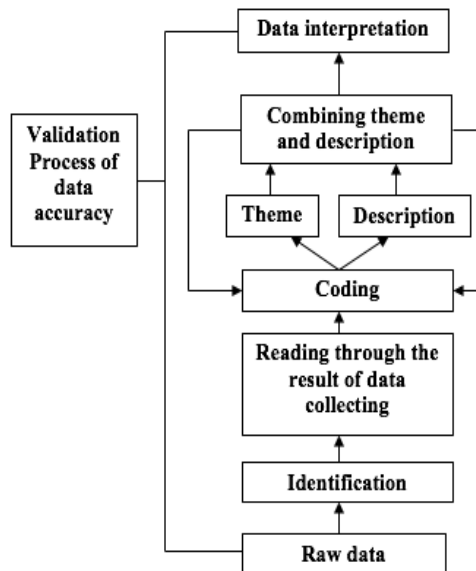 Data interpretation
Combining theme
and description
Validation
Process of
data
accuracy
Theme
Description
Coding
Reading through the
result of data
collecting
Identification
Raw data